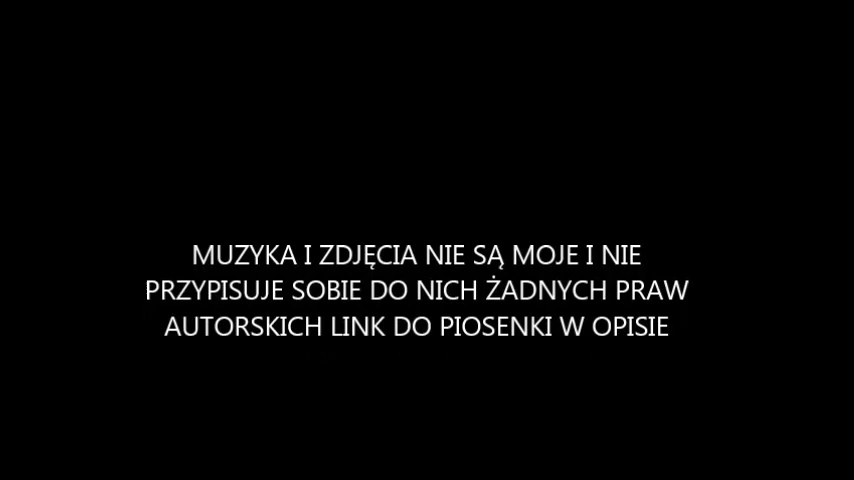 MUZYKA I ZDJĘCIA NIE SĄ MOJE I NIE
PRZYPISUJE SOBIE DO NICH ŻADNYCH PRAW
AUTORSKICH LINK DO PIOSENKI W OPISIE